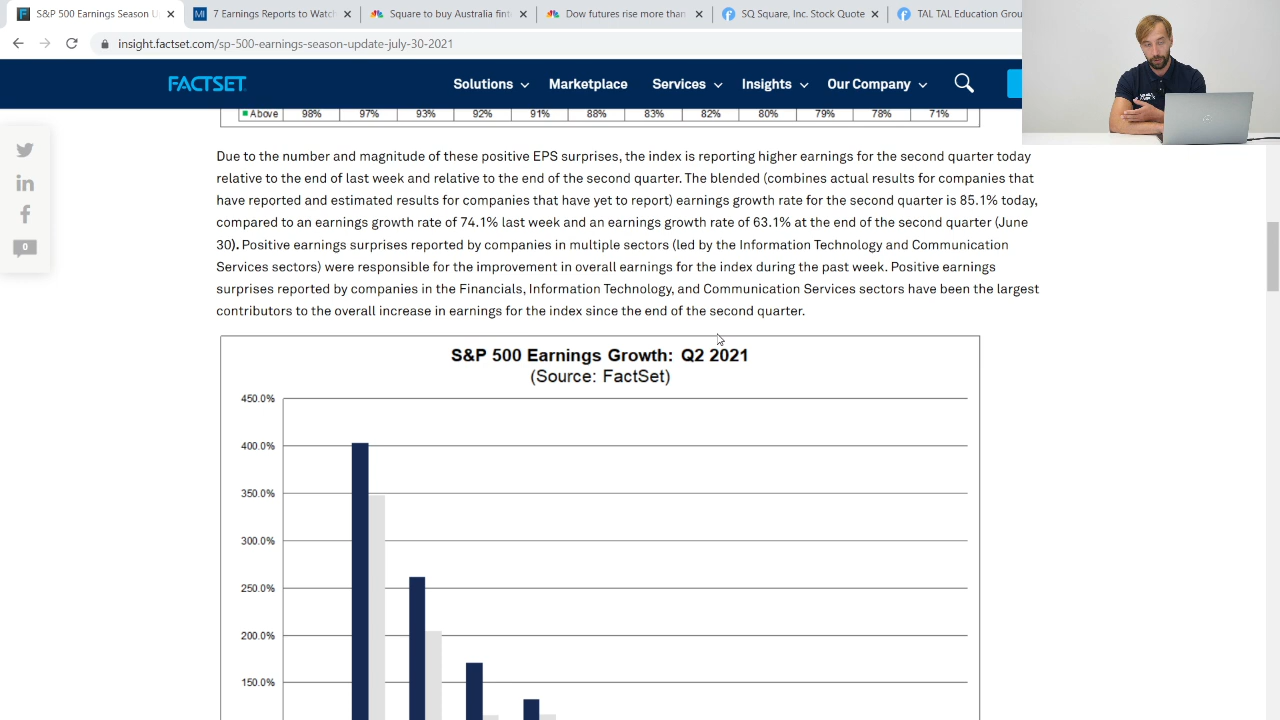 S&P 500 Earnings Season U
7 Earnings Reports to Watch
Square to buy Australia fint
Dow futures rise more than
SQ Square, Inc. Stock Quote
TAL TAL Education Grou
insight.factset.com/sp-500-earnings-season-update-july-30-2021
FACTSET
Solutions
Marketplace
Services
Insights
Our Company
Above 98% 97% 93% 92% 91% 88% 83% 82% 80% 79% 78% 71%
0
Due to the number and magnitude of these positive EPS surprises, the index is reporting higher earnings for the second quarter today
relative to the end of last week and relative to the end of the second quarter. The blended (combines actual results for companies that
have reported and estimated results for companies that have yet to report) earnings growth rate for the second quarter is 85.1% today,
compared to an earnings growth rate of 74.1% last week and an earnings growth rate of 63.1% at the end of the second quarter (June
30). Positive earnings surprises reported by companies in multiple sectors (led by the Information Technology and Communication
Services sectors) were responsible for the improvement in overall earnings for the index during the past week. Positive earnings
surprises reported by companies in the Financials, Information Technology, and Communication Services sectors have been the largest
contributors to the overall increase in earnings for the index since the end of the second quarter.
S&P 500 Earnings Growth: Q2 2021
(Source: FactSet)
450.0%
400.0%
350.0%
300.0%
250.0%
200.0%
150.0%